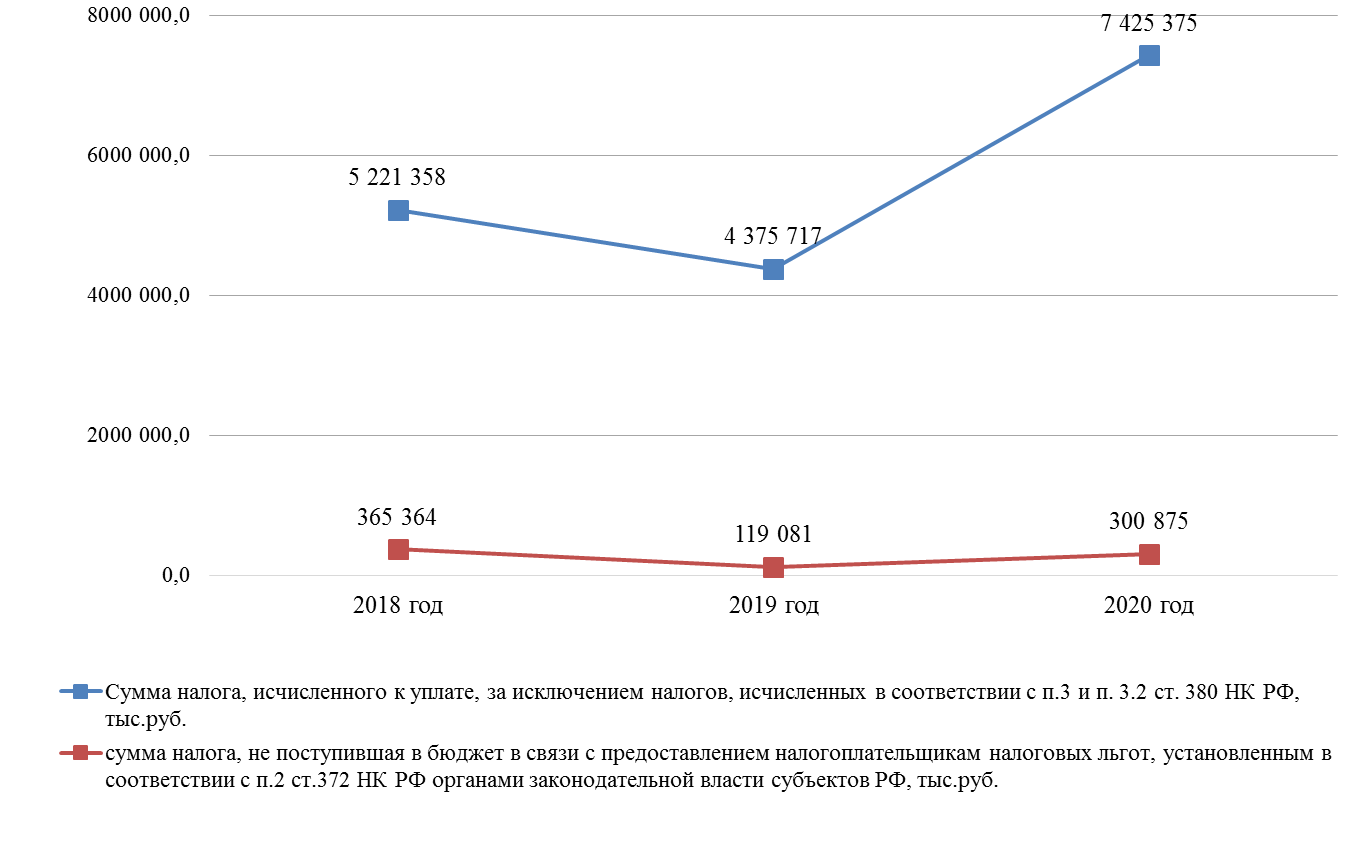 8000 000,0
7 425 375
6000 000,0
5 221 358
4 375 717
4000 000,0
2000 000,0
365 364
119 081
300 875
0,0
2018 год
2019 год
2020 год
Сумма налога, исчисленного к уплате, за исключением налогов, исчисленных в соответствии с п.3 и п. 3.2 ст. 380 НК РФ,
тыс.руб.
сумма налога, не поступившая в бюджет в связи с предоставлением налогоплательщикам налоговых льгот, установленным в
соответствии с п.2 ст.372 НК РФ органами законодательной власти субъектов РФ, тыс.руб.